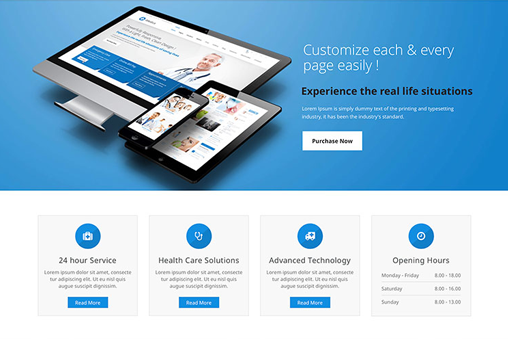 Customize each & every
page easily !
Experience the real life situations
Lorem Ipsum is simply dummy text of the printing and typesetting
industry, it has been the industry's standard.
Purchase Now
24 hour Service
Lorem ipsum dolor sit amet, consecte
adipiscing elit. Ut eu nisl quis
augue suscipit dignissim.
Read More
Health Care Solutions
Lorem ipsum dolor sit amet, consecte
adipiscing elit. Ut eu nisl quis
augue suscipit dignissim.
Read More
Advanced Technology
Lorem ipsum dolor sit amet, consecte
adipiscing elit. Ut eu nisl quis
augue suscipit dignissim.
Read More
Opening Hours
Monday - Friday 8.00 - 18.00
Saturday 8.00 - 16.00
Sunday 8.00 - 13.00